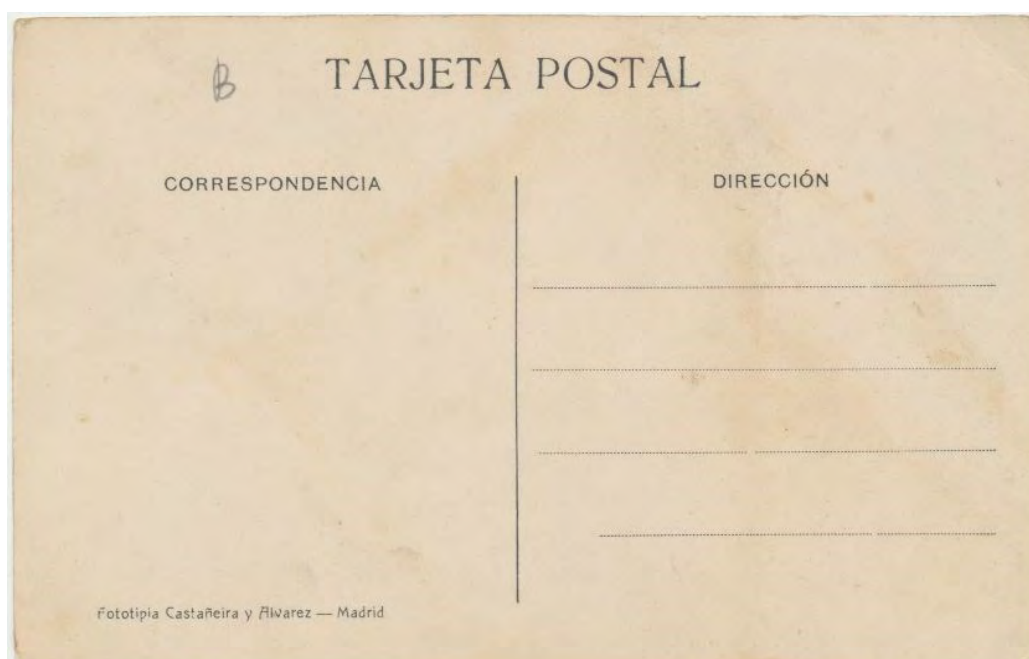 B
TARJETA POSTAL
CORRESPONDENCIA
DIRECCIÓN
Fototipia Castañeira y Alvarez — Madrid